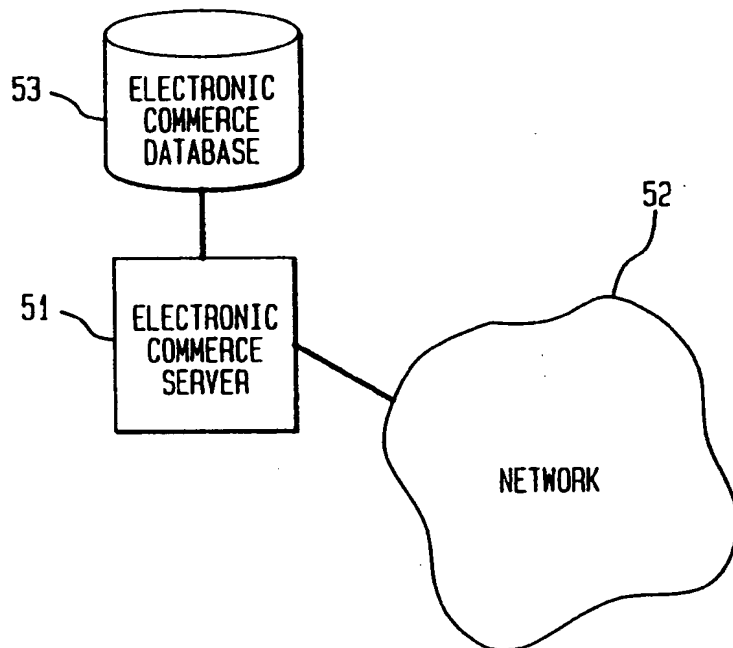 53
ELECTRONIC
COMMERCE
DATABASE
52
51
ELECTRONIC
COMMERCE
SERVER
NETWORK